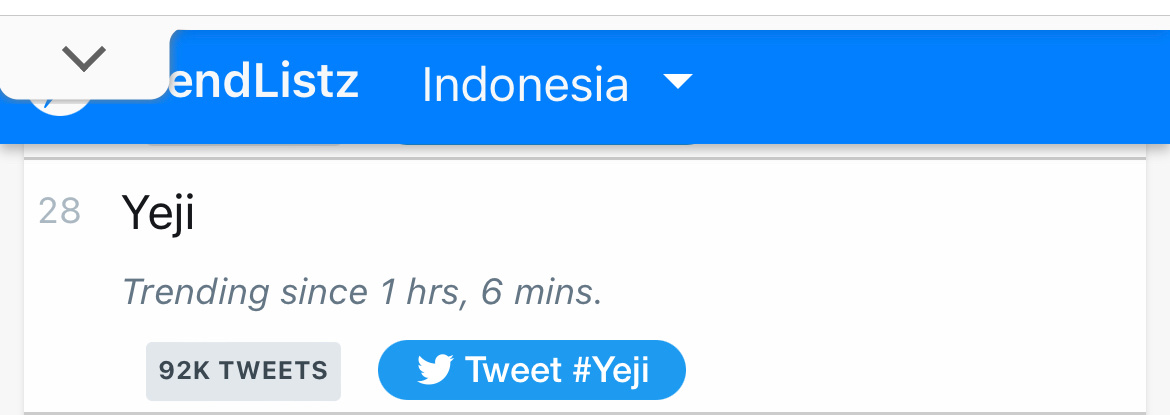 endListz Indonesia
28 Yeji
Trending since 1 hrs, 6 mins.
92K TWEETS Tweet #Yeji